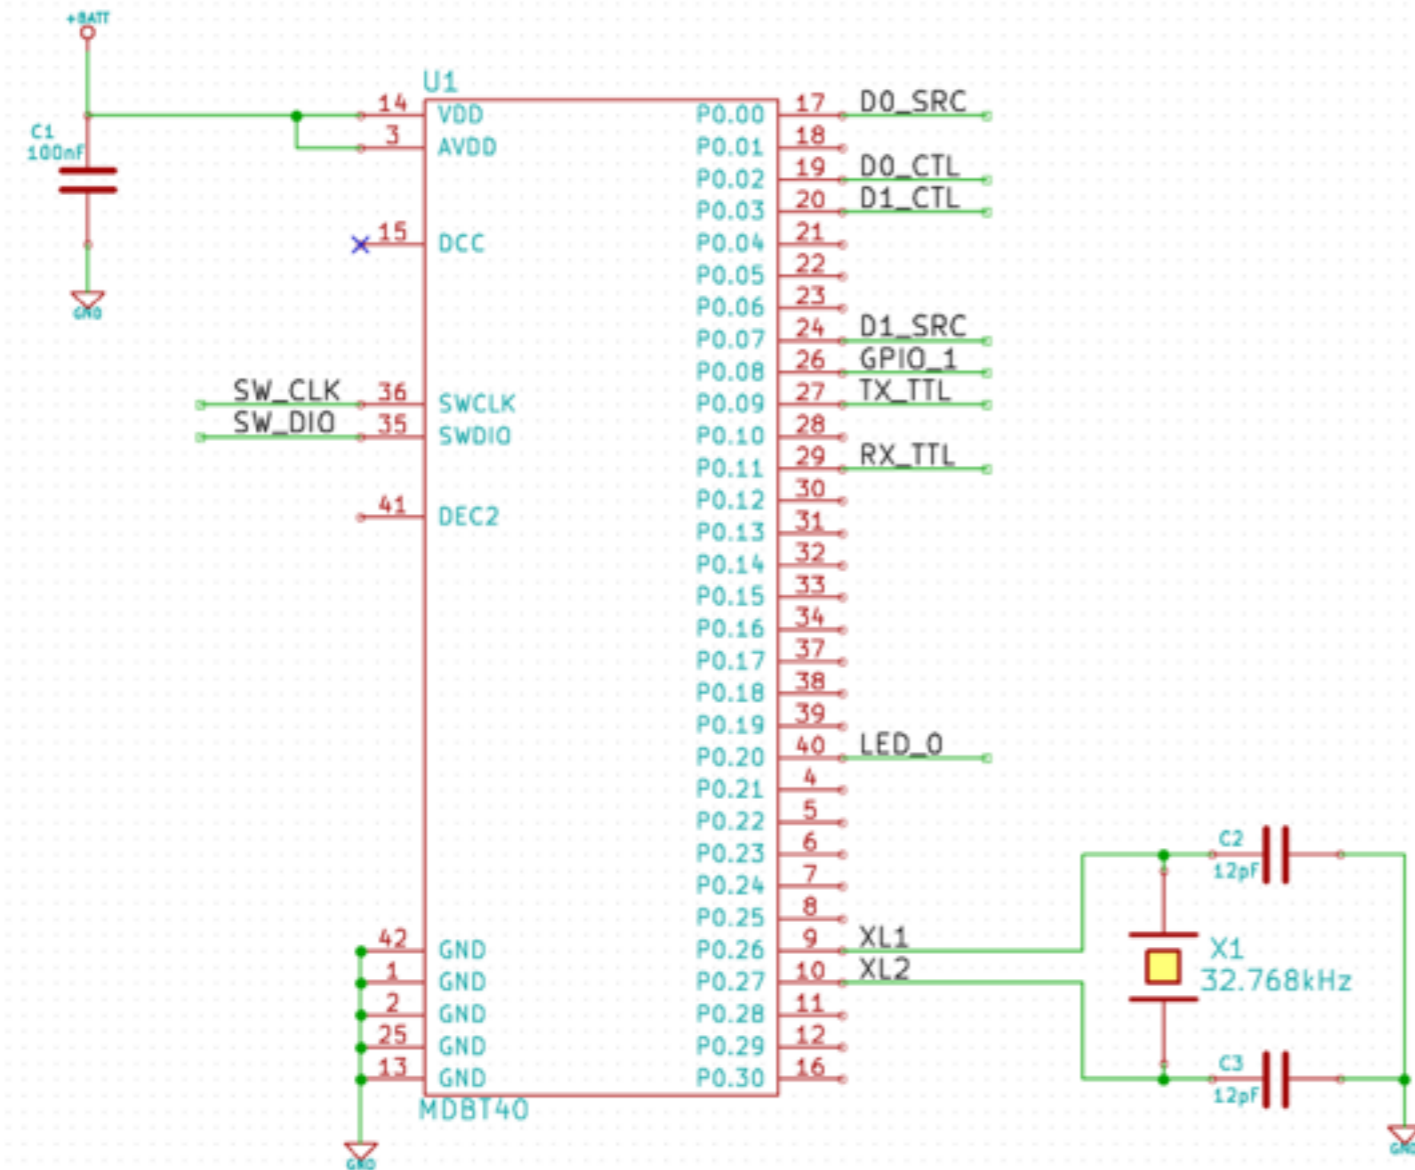 +BATT
C1
100nF
GND
U1
14 VDD
3 AVDD
15 DCC
SW_CLK 36 SWCLK
SW_DIO 35 SWDIO
41 DEC2
42 GND
1 GND
2 GND
25 GND
13 GND
GND
MDBT40
P0.00 17 D0_SRC
P0.01 18
P0.02 19 D0_CTL
P0.03 20 D1_CTL
P0.04 21
P0.05 22
P0.06 23
P0.07 24 D1_SRC
P0.08 26 GPIO_1
P0.09 27 TX_TTL
P0.10 28
P0.11 29 RX_TTL
P0.12 30
P0.13 31
P0.14 32
P0.15 33
P0.16 34
P0.17 37
P0.18 38
P0.19 39
P0.20 40 LED_0
P0.21 4
P0.22 5
P0.23 6
P0.24 7
P0.25 8
P0.26 9 XL1
P0.27 10 XL2
P0.28 11
P0.29 12
P0.30 16
C2
12pF
X1
32.768kHz
C3
12pF
GND